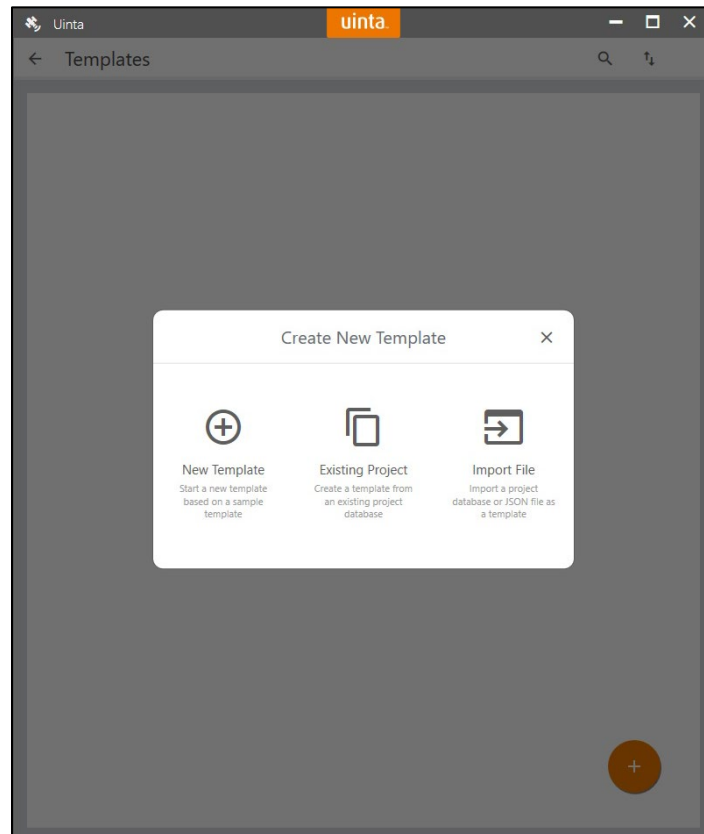 Uinta
uinta.
Templates
Create New Template
New Template
Start a new template
based on a sample
template
Existing Project
Create a template from
an existing project
database
Import File
Import a project
database or JSON file as
a template